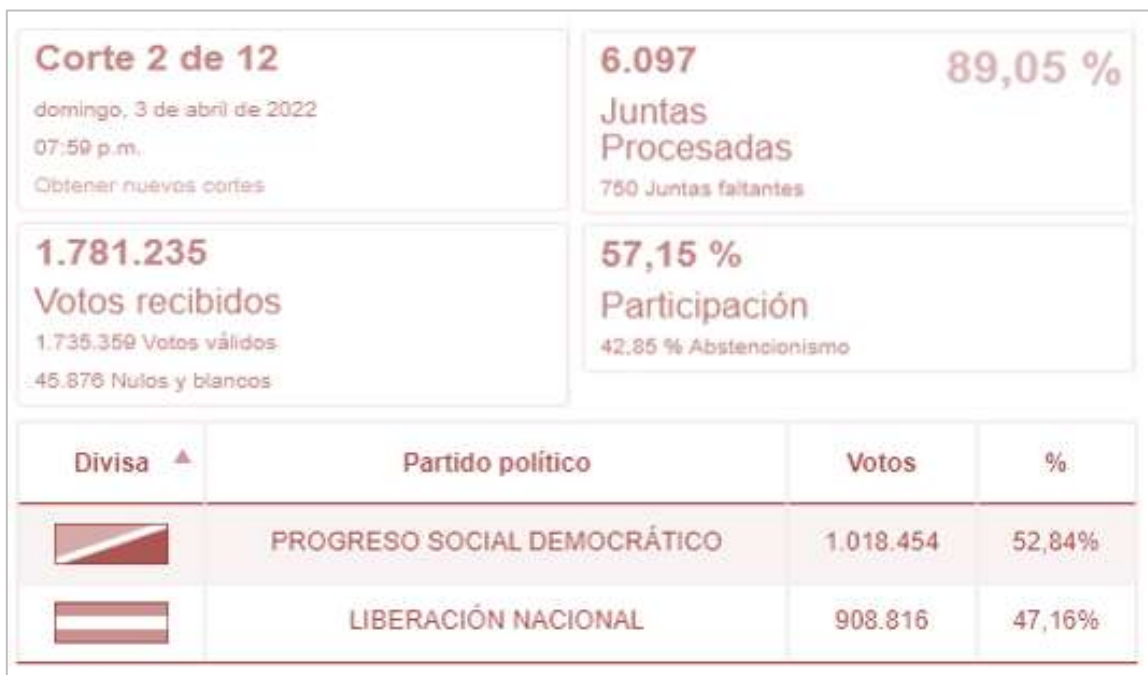 Corte 2 de 12
domingo, 3 de abril de 2022
07:59 p.m.
Obtener nuevos cortes
6.097
89,05 %
Juntas
Procesadas
750 Juntas faltantes
1.781.235
Votos recibidos
1.735.359 Votos válidos
45.876 Nulos y blancos
57,15 %
Participación
42,85 % Abstencionismo
Divisa Partido político Votos %
PROGRESO SOCIAL DEMOCRÁTICO 1.018.454 52,84%
LIBERACIÓN NACIONAL 908.816 47,16%